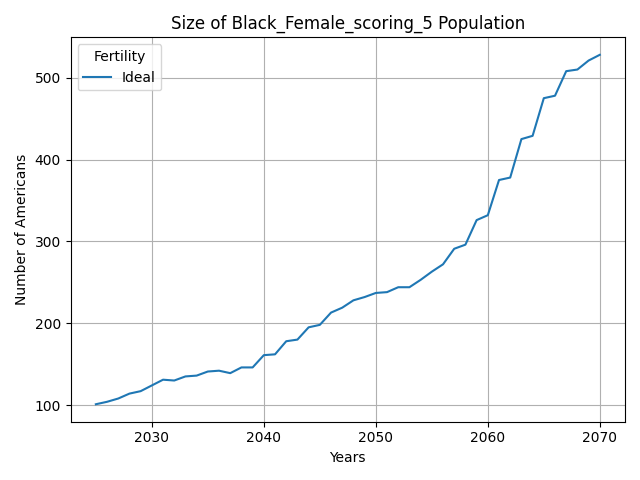 Size of Black_Female_scoring_5 Population
Fertility
Ideal
Number of Americans
500
400
300
200
100
2030 2040 2050 2060 2070
Years